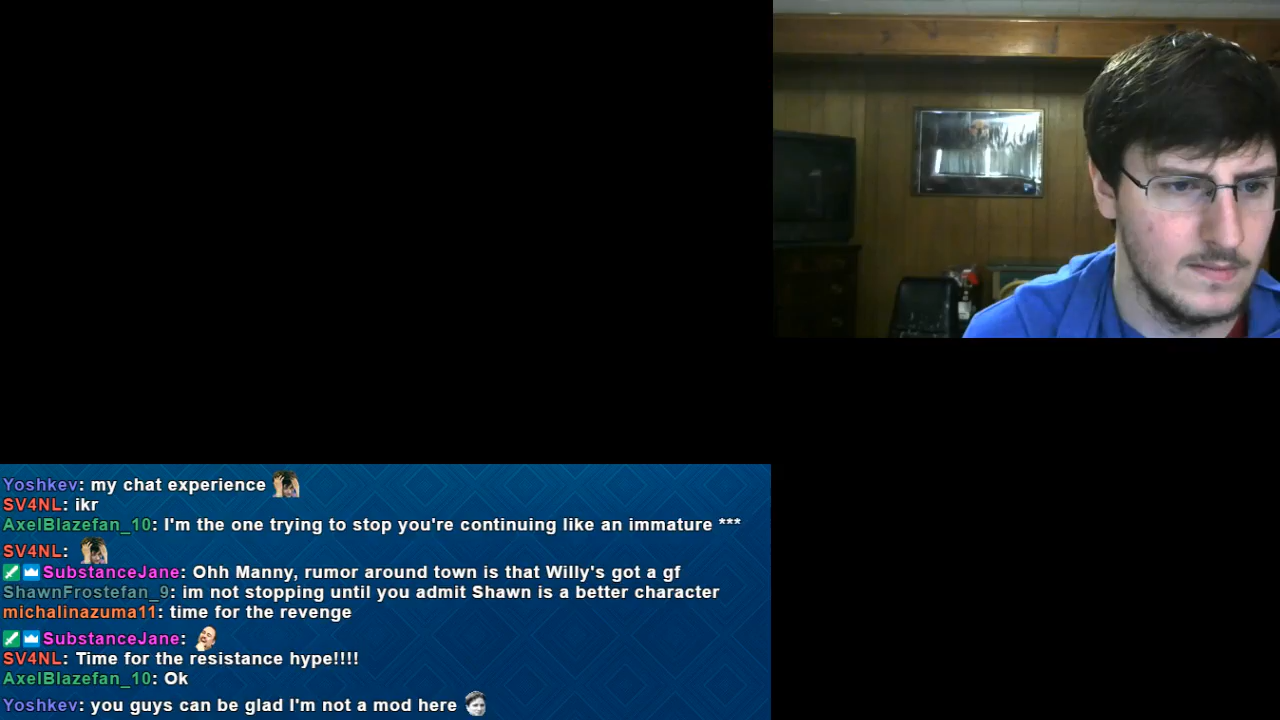 Yoshkev: my chat experience
SV4NL: ikr
AxelBlazefan_10: I'm the one trying to stop you're continuing like an immature ***
SV4NL:
SubstanceJane: Ohh Manny, rumor around town is that Willy's got a gf
ShawnFrostefan_9: im not stopping until you admit Shawn is a better character
michalinazuma11: time for the revenge
SubstanceJane:
SV4NL: Time for the resistance hype!!!!
AxelBlazefan_10: Ok
Yoshkev: you guys can be glad I'm not a mod here